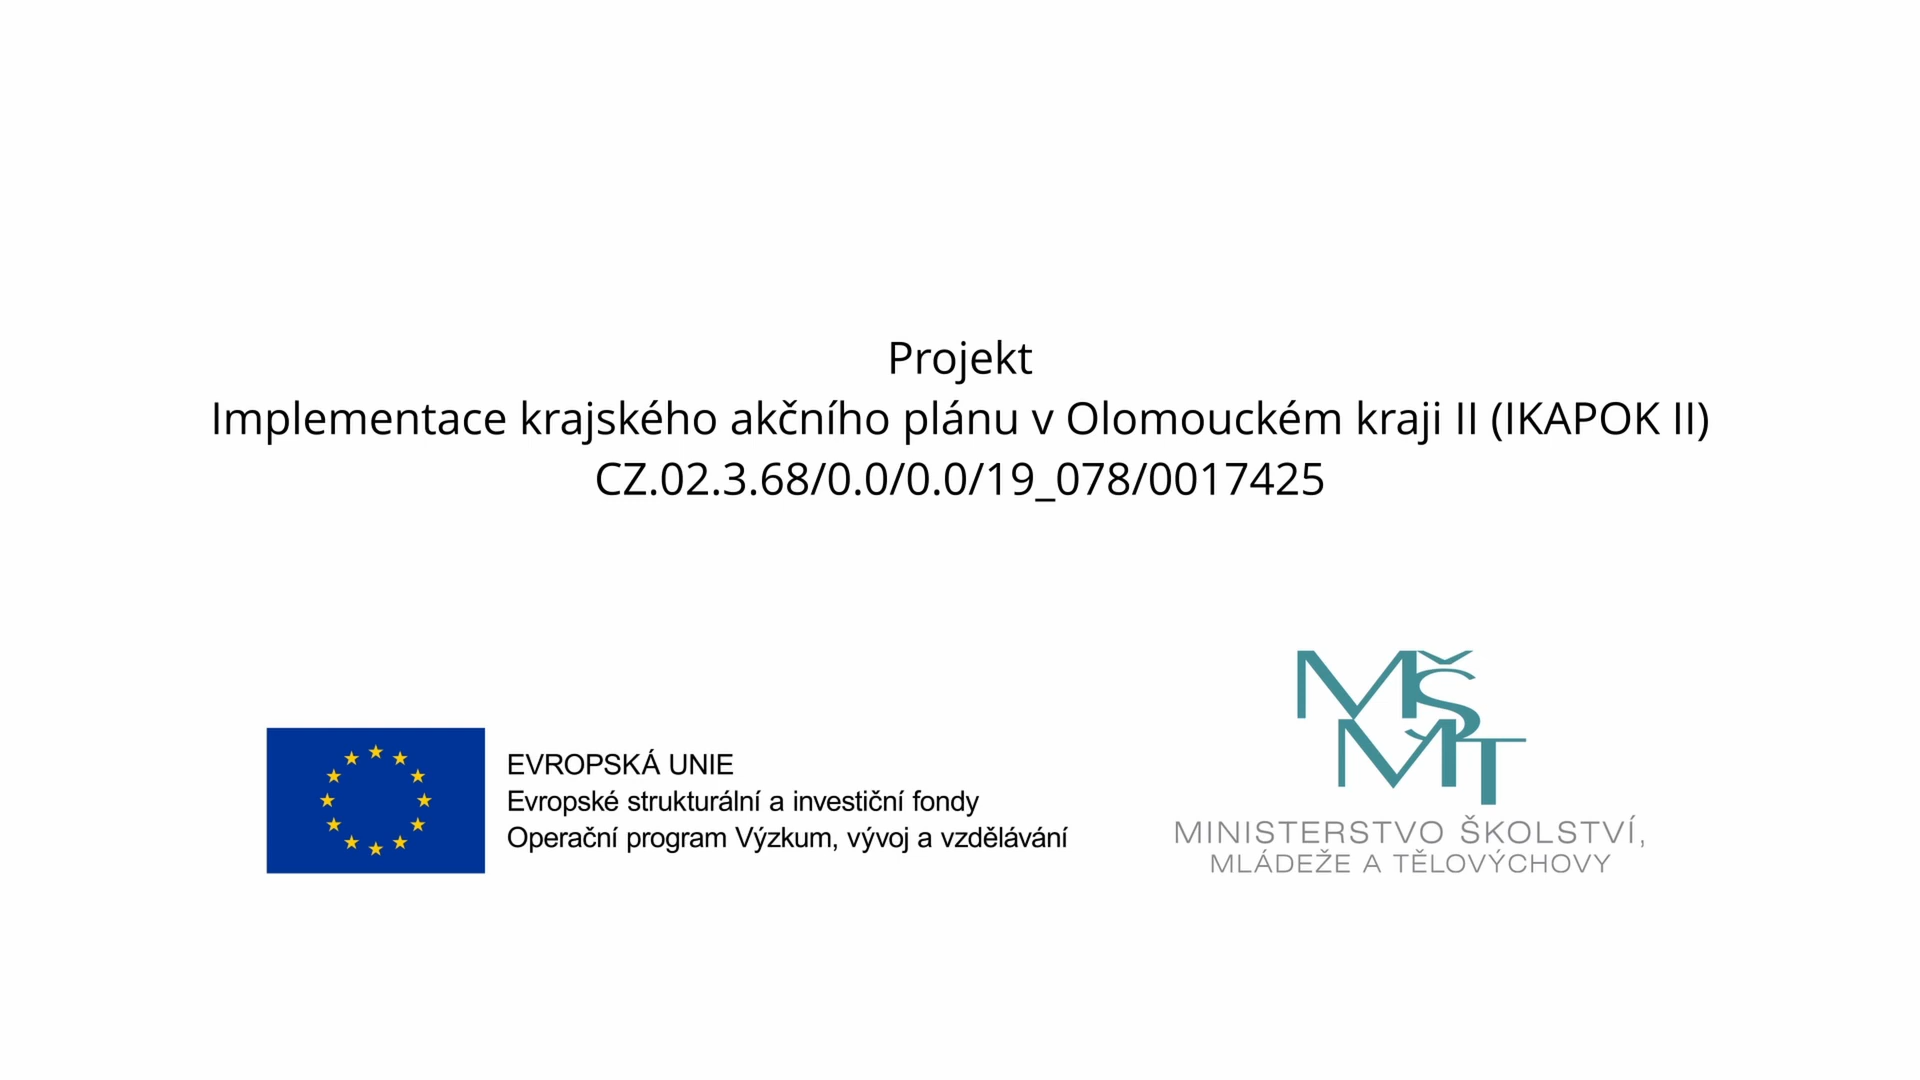 Projekt
Implementace krajského akčního plánu v Olomouckém kraji II (IKAPOK II)
CZ.02.3.68/0.0/0.0/19_078/0017425
EVROPSKÁ UNIE
Evropské strukturální a investiční fondy
Operační program Výzkum, vývoj a vzdělávání
MŠMT
MINISTERSTVO ŠKOLSTVÍ,
MLÁDEŽE A TĚLOVÝCHOVY